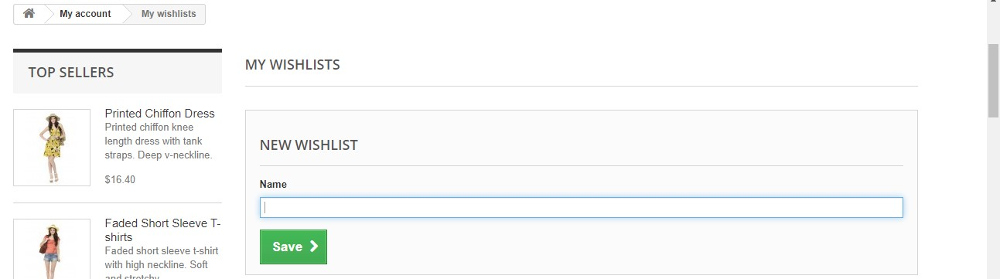 My account
My wishlists
TOP SELLERS
Printed Chiffon Dress
Printed chiffon knee
length dress with tank
straps. Deep v-neckline.
$16.40
Faded Short Sleeve T-
shirts
Faded short sleeve t-shirt
with high neckline. Soft
and stretchy
MY WISHLISTS
NEW WISHLIST
Name
Save